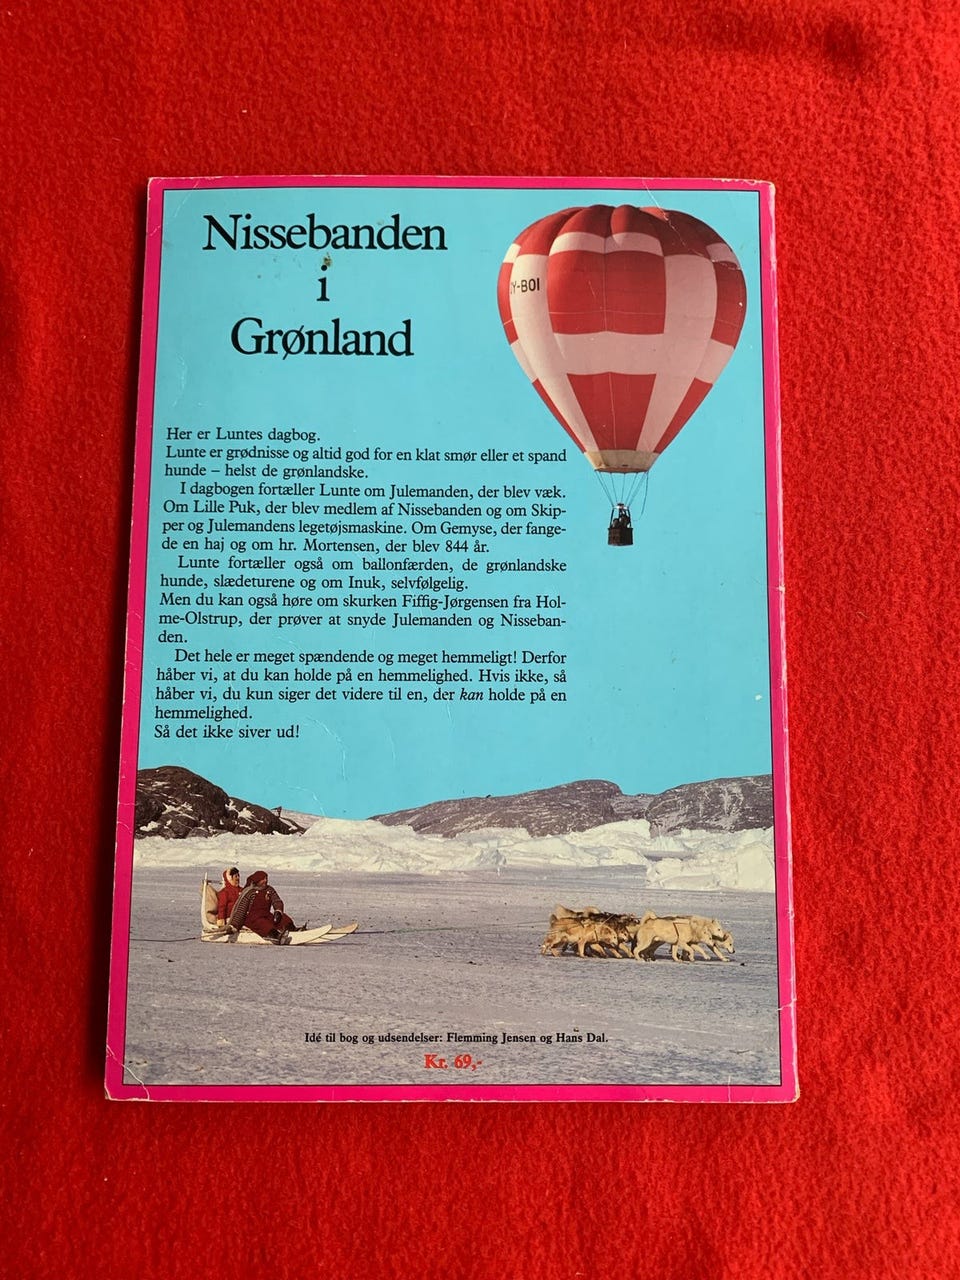 Nissebanden
i
Grønland
Y-BOI
Her er Luntes dagbog.
Lunte er grødnisse og altid god for en klat smør eller et spand
hunde – helst de grønlandske.
I dagbogen fortæller Lunte om Julemanden, der blev væk.
Om Lille Puk, der blev medlem af Nissebanden og om Skip-
per og Julemandens legetøjsmaskine. Om Gemyse, der fange-
de en haj og om hr. Mortensen, der blev 844 år.
Lunte fortæller også om ballonfærden, de grønlandske
hunde, slædeturene og om Inuk, selvfølgelig.
Men du kan også høre om skurken Fiffig-Jørgensen fra Hol-
me-Olstrup, der prøver at snyde Julemanden og Nisseban-
den.
Det hele er meget spændende og meget hemmeligt! Derfor
håber vi, at du kan holde på en hemmelighed. Hvis ikke, så
håber vi, du kun siger det videre til en, der kan holde på en
hemmelighed.
Så det ikke siver ud!
Idé til bog og udsendelser: Flemming Jensen og Hans Dal.
Kr. 69,-